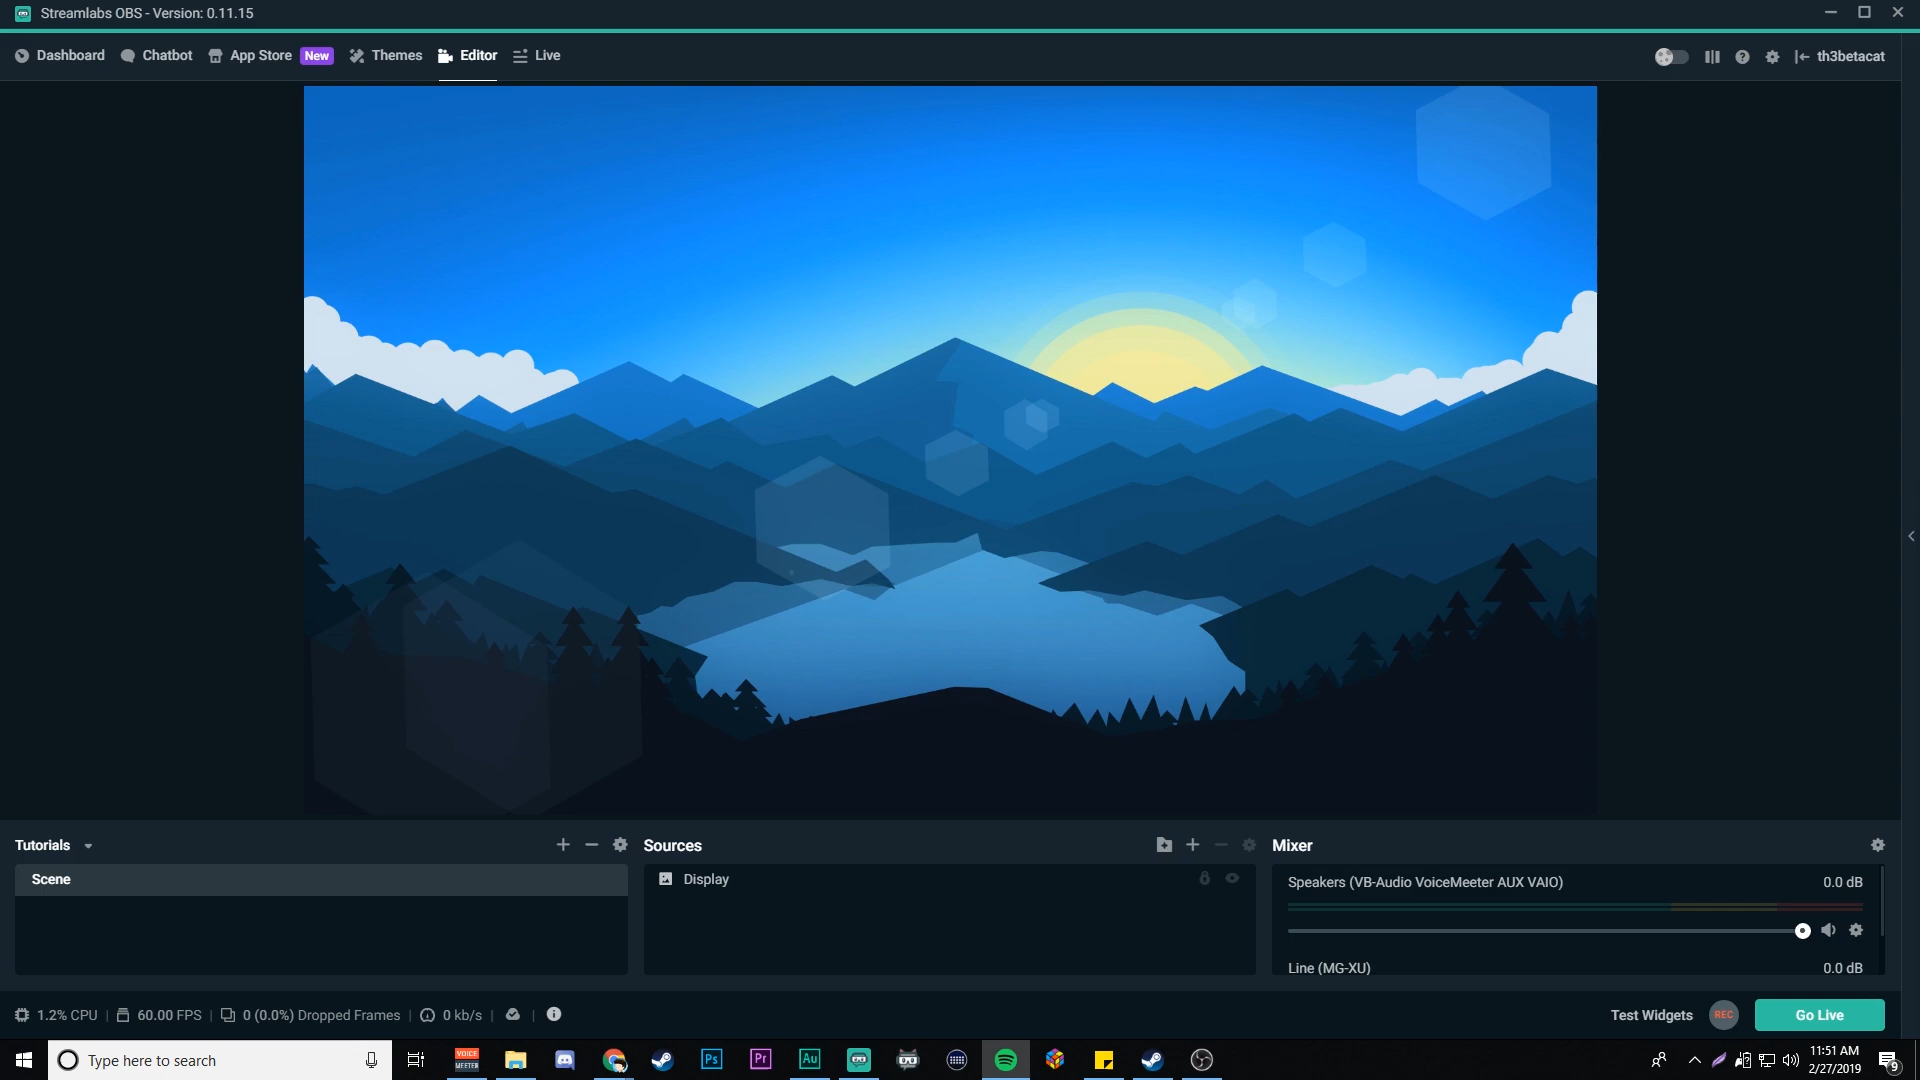 Streamlabs OBS - Version: 0.11.15
Dashboard Chatbot App Store New Themes Editor Live th3betacat
Tutorials Sources Mixer
Scene Display Speakers (VB-Audio VoiceMeeter AUX VAIO) 0.0 dB
Line (MG-XU) 0.0 dB
1.2% CPU | 60.00 FPS | 0 (0.0%) Dropped Frames | 0 kb/s | | Test Widgets REC Go Live
Type here to search VOICE MEETER Ps Pr Au 11:51 AM
2/27/2019 9